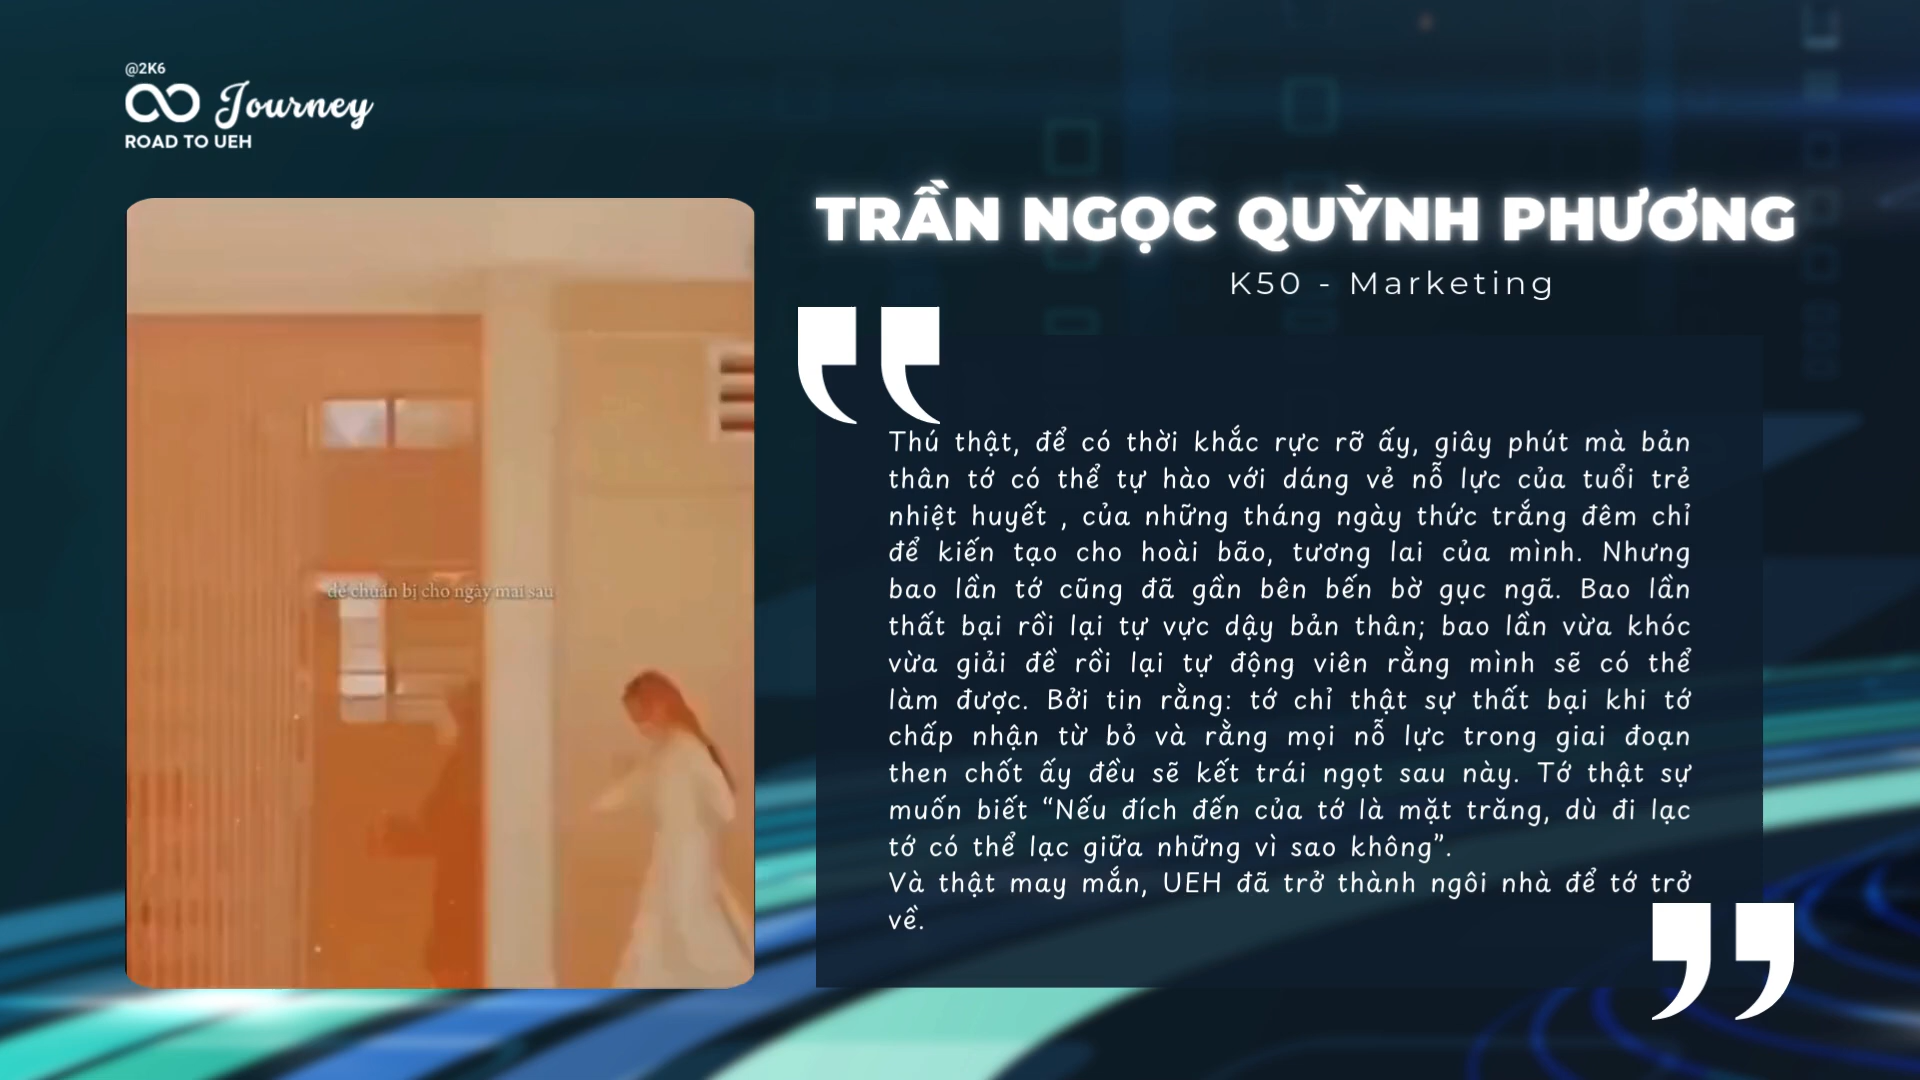 @2K6
Journey
ROAD TO UEH
TRẦN NGỌC QUỲNH PHƯƠNG
K50 - Marketing
để chuẩn bị cho ngày mai sau
Thú thật, để có thời khắc rực rỡ ấy, giây phút mà bản
thân tớ có thể tự hào với dáng vẻ nỗ lực của tuổi trẻ
nhiệt huyết , của những tháng ngày thức trắng đêm chỉ
để kiến tạo cho hoài bão, tương lai của mình. Nhưng
bao lần tớ cũng đã gần bên bến bờ gục ngã. Bao lần
thất bại rồi lại tự vực dậy bản thân; bao lần vừa khóc
vừa giải đề rồi lại tự động viên rằng mình sẽ có thể
làm được. Bởi tin rằng: tớ chỉ thật sự thất bại khi tớ
chấp nhận từ bỏ và rằng mọi nỗ lực trong giai đoạn
then chốt ấy đều sẽ kết trái ngọt sau này. Tớ thật sự
muốn biết “Nếu đích đến của tớ là mặt trăng, dù đi lạc
tớ có thể lạc giữa những vì sao không”.
Và thật may mắn, UEH đã trở thành ngôi nhà để tớ trở
về.